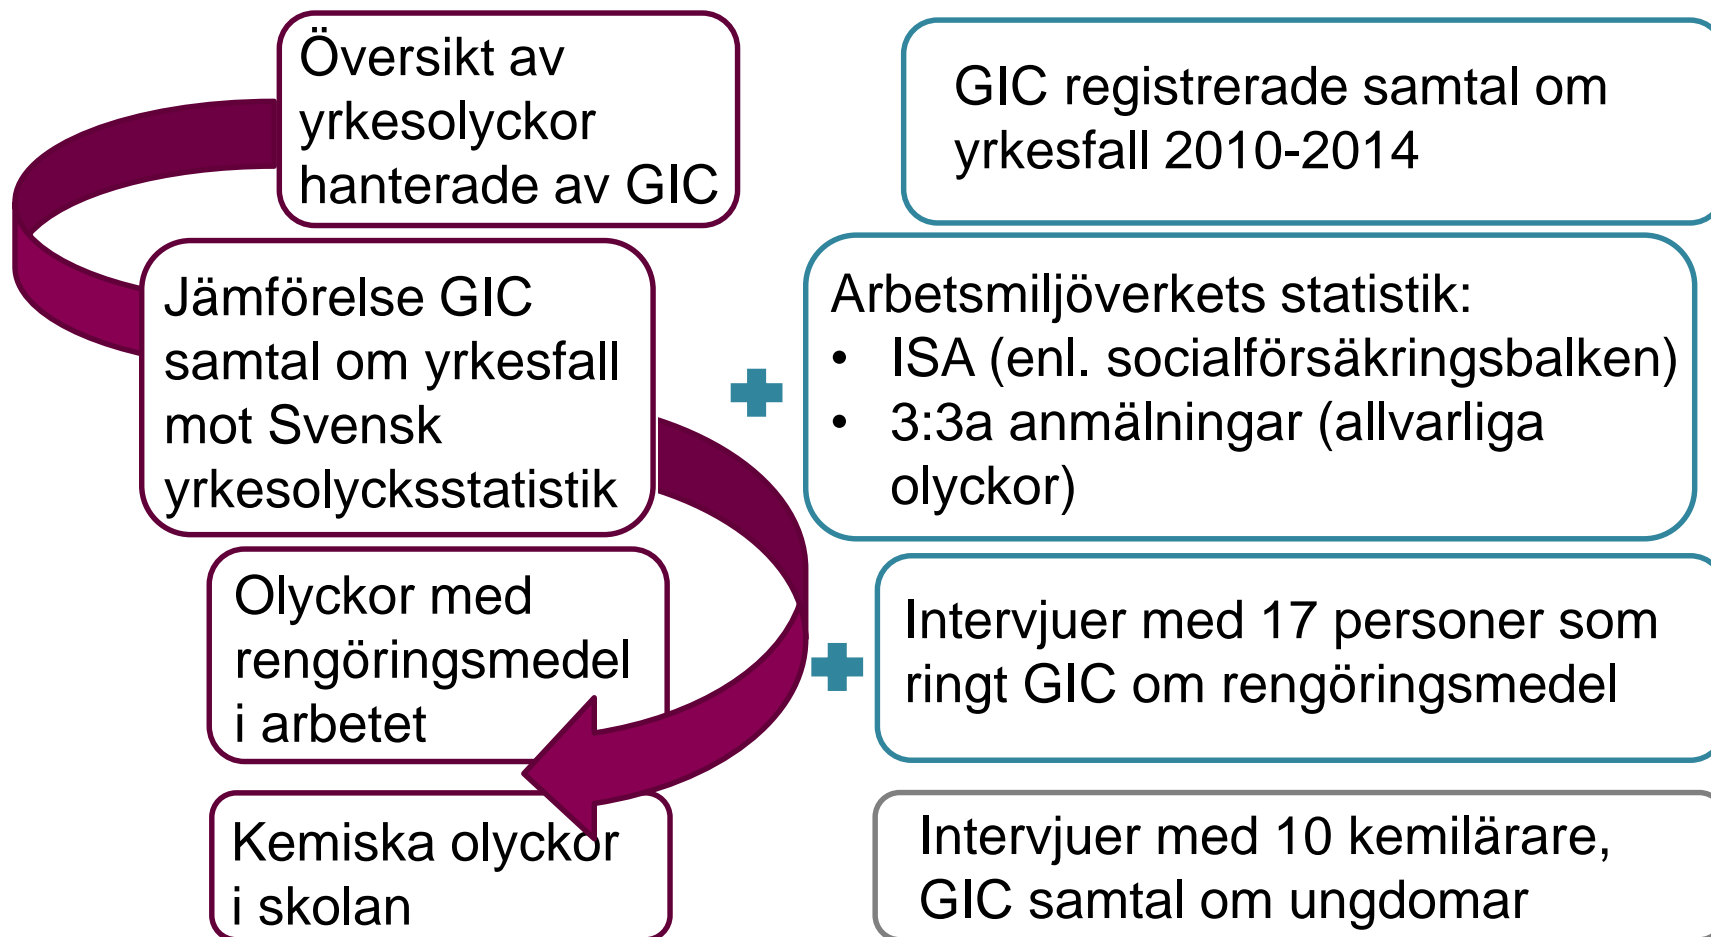 Översikt av
yrkesolyckor
hanterade av GIC
GIC registrerade samtal om
yrkesfall 2010-2014
Jämförelse GIC
samtal om yrkesfall
mot Svensk
yrkesolycksstatistik
Arbetsmiljöverkets statistik:
• ISA (enl. socialförsäkringsbalken)
• 3:3a anmälningar (allvarliga
olyckor)
Olyckor med
rengöringsmedel
i arbetet
Intervjuer med 17 personer som
ringt GIC om rengöringsmedel
Kemiska olyckor
i skolan
Intervjuer med 10 kemilärare,
GIC samtal om ungdomar